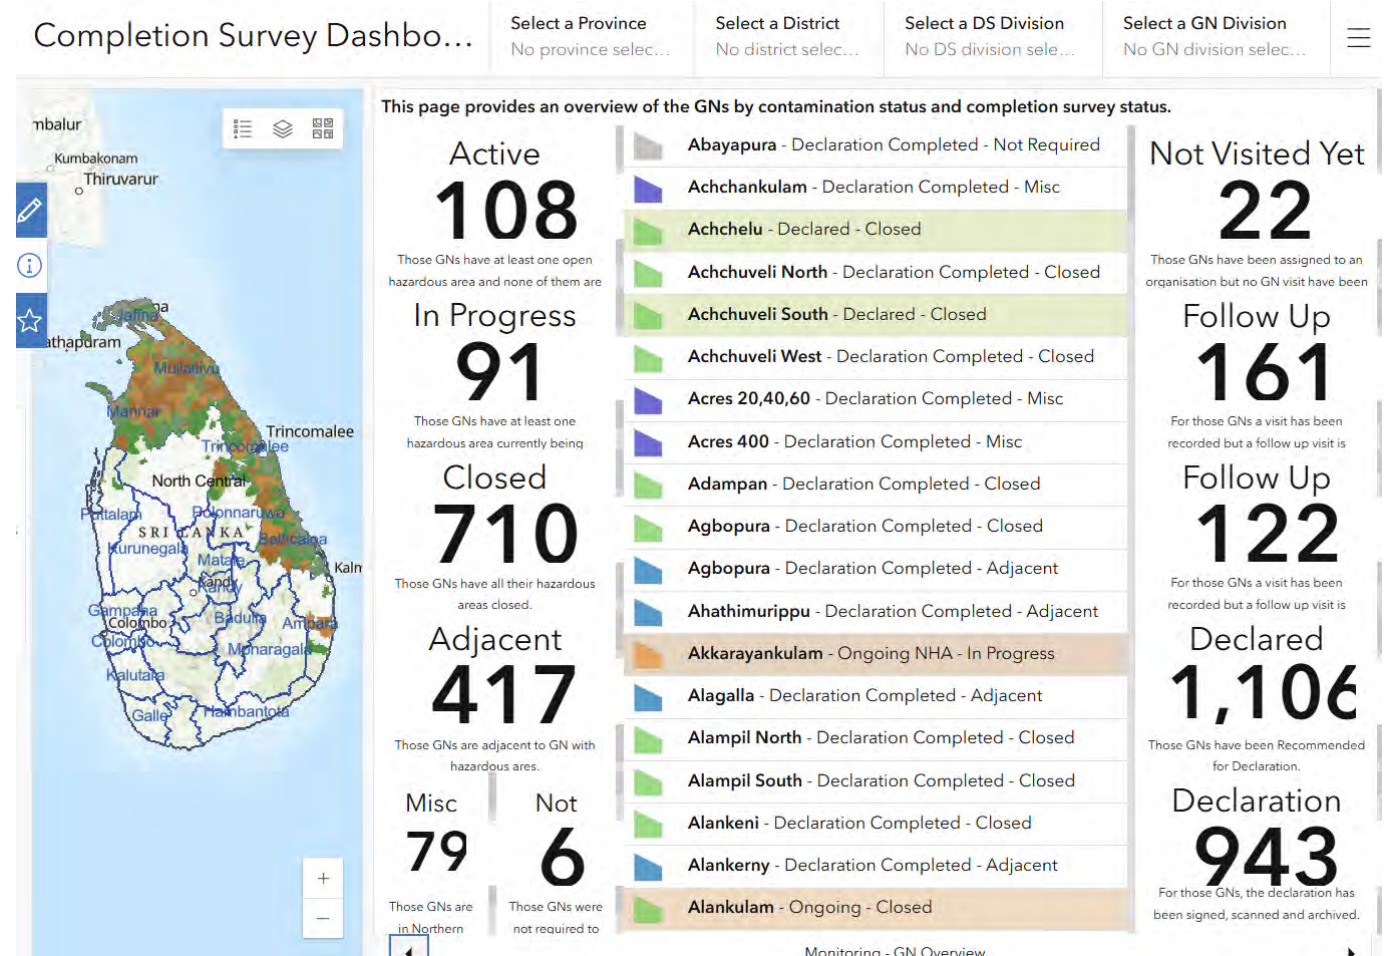 Completion Survey Dashbo...
Select a Province
No province selec...
Select a District
No district selec...
Select a DS Division
No DS division sele...
Select a GN Division
No GN division selec...
mbalur
Kumbakonam
Thiruvarur
Jaffna
na
athapuram
Mullaitivu
Mannar
Trincomalee
Trincomalee
North Central
Puttalam
Polonnaruwa
SRI LANKA
Batticaloa
Kurunegala
Matale
Kaln
Kandy
Kandy
Gampaha
Colombo
Badulla
Ampara
Colombo
Monaragala
Kalutara
Galle
Hambantota
+
−
This page provides an overview of the GNs by contamination status and completion survey status.
Active
108
Those GNs have at least one open
hazardous area and none of them are
In Progress
91
Those GNs have at least one
hazardous area currently being
Closed
710
Those GNs have all their hazardous
areas closed.
Adjacent
417
Those GNs are adjacent to GN with
hazardous ares.
Misc
79
Those GNs are
in Northern
Not
6
Those GNs were
not required to
Abayapura - Declaration Completed - Not Required
Achchankulam - Declaration Completed - Misc
Achchelu - Declared - Closed
Achchuveli North - Declaration Completed - Closed
Achchuveli South - Declared - Closed
Achchuveli West - Declaration Completed - Closed
Acres 20,40,60 - Declaration Completed - Misc
Acres 400 - Declaration Completed - Misc
Adampan - Declaration Completed - Closed
Agbopura - Declaration Completed - Closed
Agbopura - Declaration Completed - Adjacent
Ahathimurippu - Declaration Completed - Adjacent
Akkarayankulam - Ongoing NHA - In Progress
Alagalla - Declaration Completed - Adjacent
Alampil North - Declaration Completed - Closed
Alampil South - Declaration Completed - Closed
Alankeni - Declaration Completed - Closed
Alankerny - Declaration Completed - Adjacent
Alankulam - Ongoing - Closed
Not Visited Yet
22
Those GNs have been assigned to an
organisation but no GN visit have been
Follow Up
161
For those GNs a visit has been
recorded but a follow up visit is
Follow Up
122
For those GNs a visit has been
recorded but a follow up visit is
Declared
1,106
Those GNs have been Recommended
for Declaration.
Declaration
943
For those GNs, the declaration has
been signed, scanned and archived.
Monitoring - GN Overview